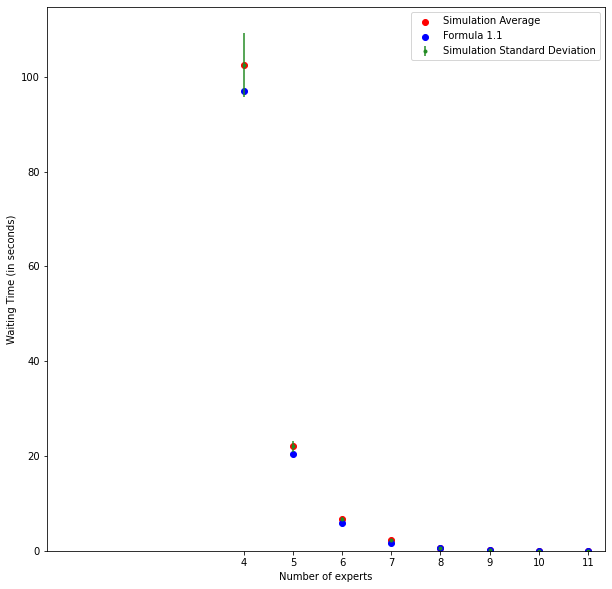 Simulation Average
Formula 1.1
Simulation Standard Deviation
100
80
60
40
20
0
Waiting Time (in seconds)
4 5 6 7 8 9 10 11
Number of experts